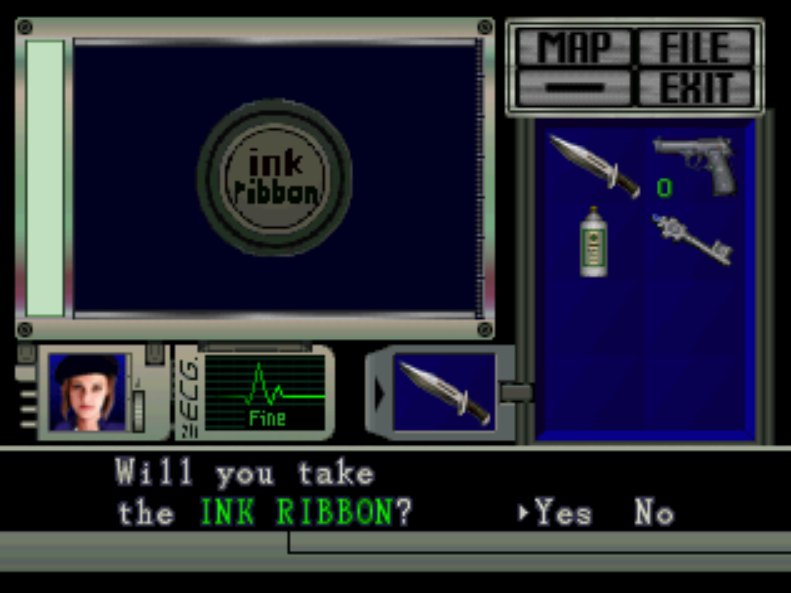 MAP FILE
EXIT
ink
ribbon
0
ECG.
Fine
Will you take
the INK RIBBON? Yes No